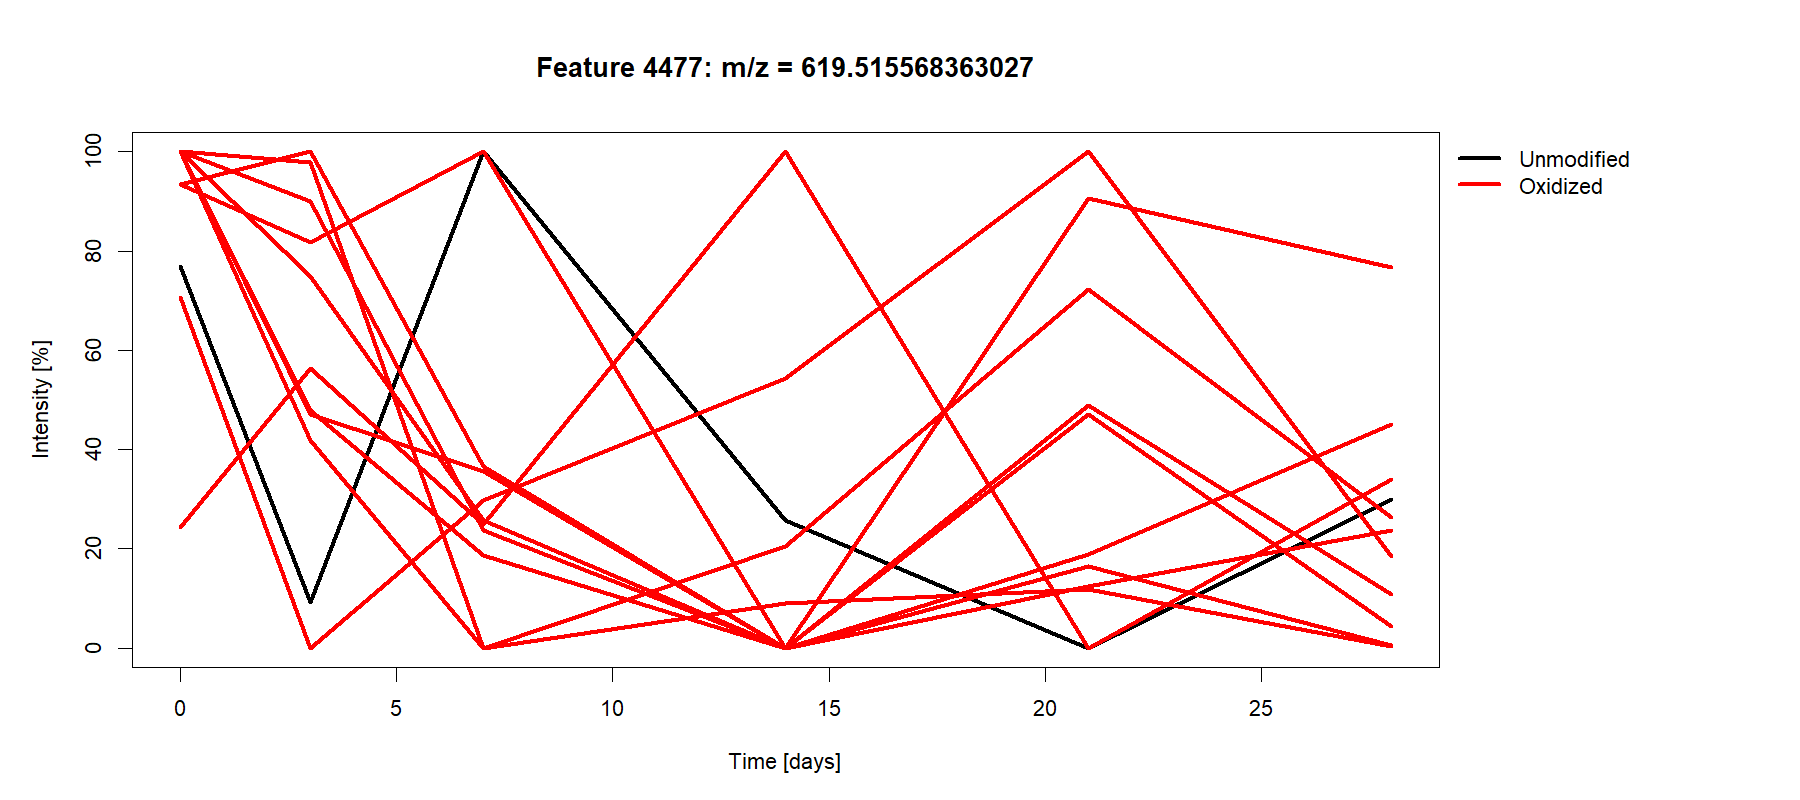 Feature 4477: m/z = 619.515568363027
Unmodified
Oxidized
100
80
60
40
20
0
Intensity [%]
0 5 10 15 20 25
Time [days]